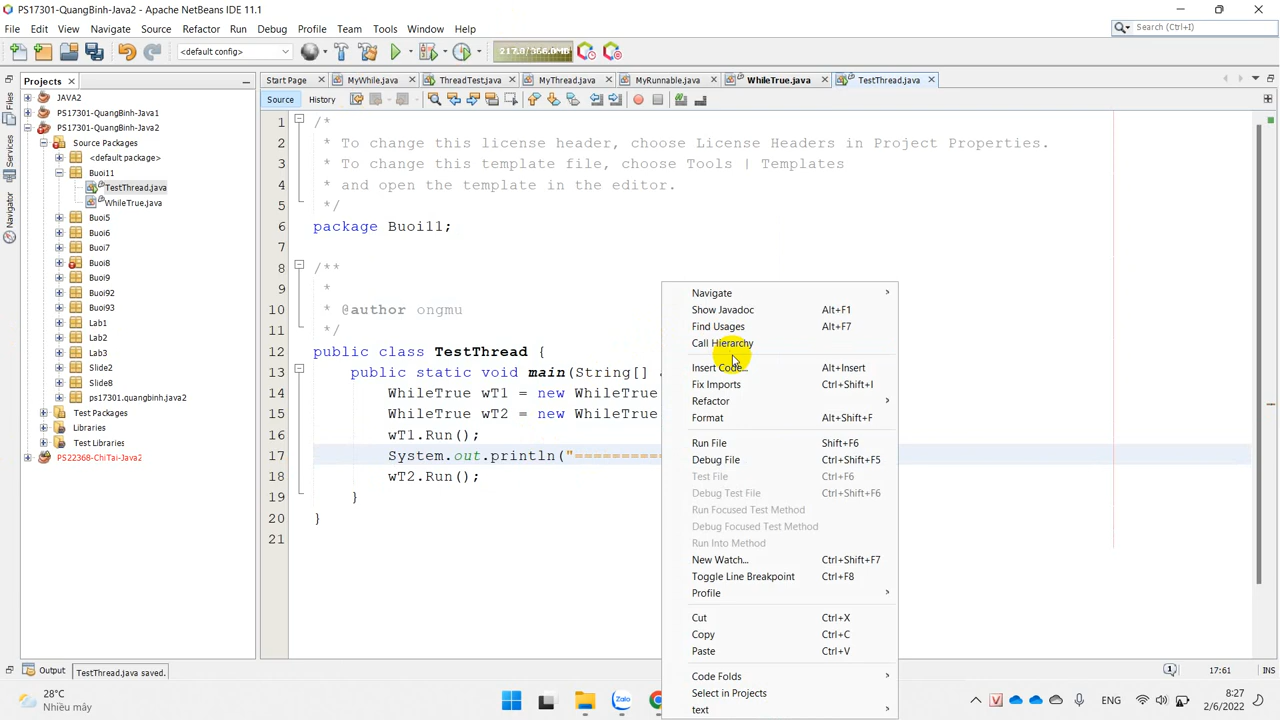 PS17301-QuangBinh-Java2 - Apache NetBeans IDE 11.1
File Edit View Navigate Source Refactor Run Debug Profile Team Tools Window Help
Search (Ctrl+I)
<default config>
Projects
Start Page MyWhile.java ThreadTest.java MyThread.java MyRunnable.java WhileTrue.java TestThread.java
Source History
Files
Services
Navigator
JAVA2
PS17301-QuangBinh-Java1
PS17301-QuangBinh-Java2
Source Packages
<default package>
Buoi11
TestThread.java
WhileTrue.java
Buoi5
Buoi6
Buoi7
Buoi8
Buoi9
Buoi92
Buoi93
Lab1
Lab2
Lab3
Slide2
Slide8
ps17301.quangbinh.java2
Test Packages
Libraries
Test Libraries
PS22368-ChiTai-Java2
1 /*
2 * To change this license header, choose License Headers in Project Properties.
3 * To change this template file, choose Tools | Templates
4 * and open the template in the editor.
5 */
6 package Buoi11;
7
8 /**
9 *
10 * @author ongmu
11 */
12 public class TestThread {
13 public static void main(String[]
14 WhileTrue wT1 = new WhileTrue
15 WhileTrue wT2 = new WhileTrue
16 wT1.Run();
17 System.out.println("==========
18 wT2.Run();
19 }
20 }
21
Navigate
Show Javadoc Alt+F1
Find Usages Alt+F7
Call Hierarchy
Insert Code... Alt+Insert
Fix Imports Ctrl+Shift+I
Refactor
Format Alt+Shift+F
Run File Shift+F6
Debug File Ctrl+Shift+F5
Test File Ctrl+F6
Debug Test File Ctrl+Shift+F6
Run Focused Test Method
Debug Focused Test Method
Run Into Method
New Watch... Ctrl+Shift+F7
Toggle Line Breakpoint Ctrl+F8
Profile
Cut Ctrl+X
Copy Ctrl+C
Paste Ctrl+V
Code Folds
Select in Projects
text
Output TestThread.java saved.
1 17:61 INS
28°C
Nhiều mây
Zalo
ENG
8:27
2/6/2022